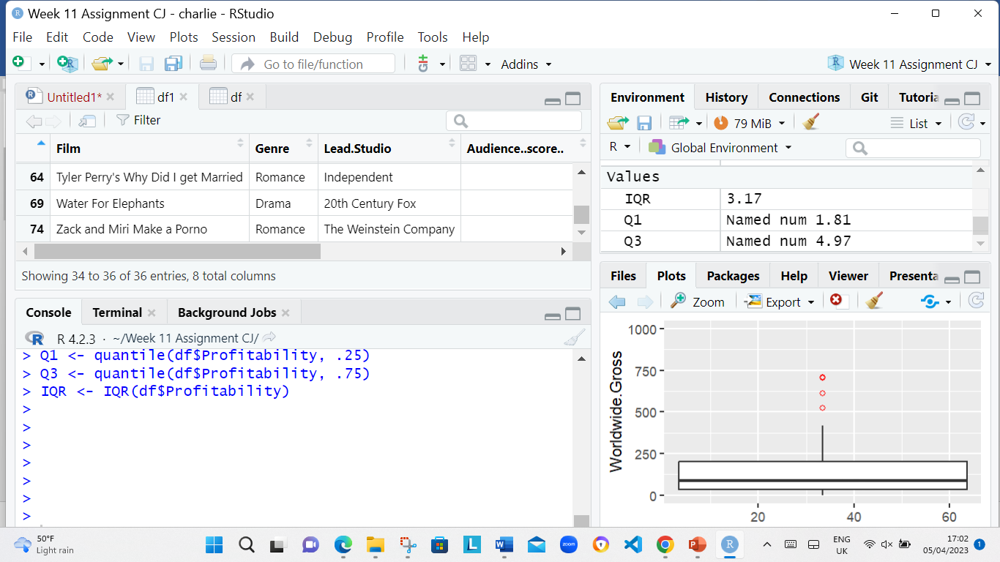 Week 11 Assignment CJ - charlie - RStudio
File Edit Code View Plots Session Build Debug Profile Tools Help
Go to file/function Addins Week 11 Assignment CJ
Untitled1* df1 df
Filter
Film Genre Lead.Studio Audience..score..
64 Tyler Perry's Why Did I get Married Romance Independent
69 Water For Elephants Drama 20th Century Fox
74 Zack and Miri Make a Porno Romance The Weinstein Company
Showing 34 to 36 of 36 entries, 8 total columns
Console Terminal Background Jobs
R 4.2.3 · ~/Week 11 Assignment CJ/
> Q1 <- quantile(df$Profitability, .25)
> Q3 <- quantile(df$Profitability, .75)
> IQR <- IQR(df$Profitability)
>
>
>
>
>
>
>
Environment History Connections Git Tutoria
79 MiB List
R Global Environment
Values
IQR 3.17
Q1 Named num 1.81
Q3 Named num 4.97
Files Plots Packages Help Viewer Presenta
Zoom Export
Worldwide.Gross
1000
750
500
250
0
20 40 60
50°F
Light rain
zoom
ENG
UK
17:02
05/04/2023
1